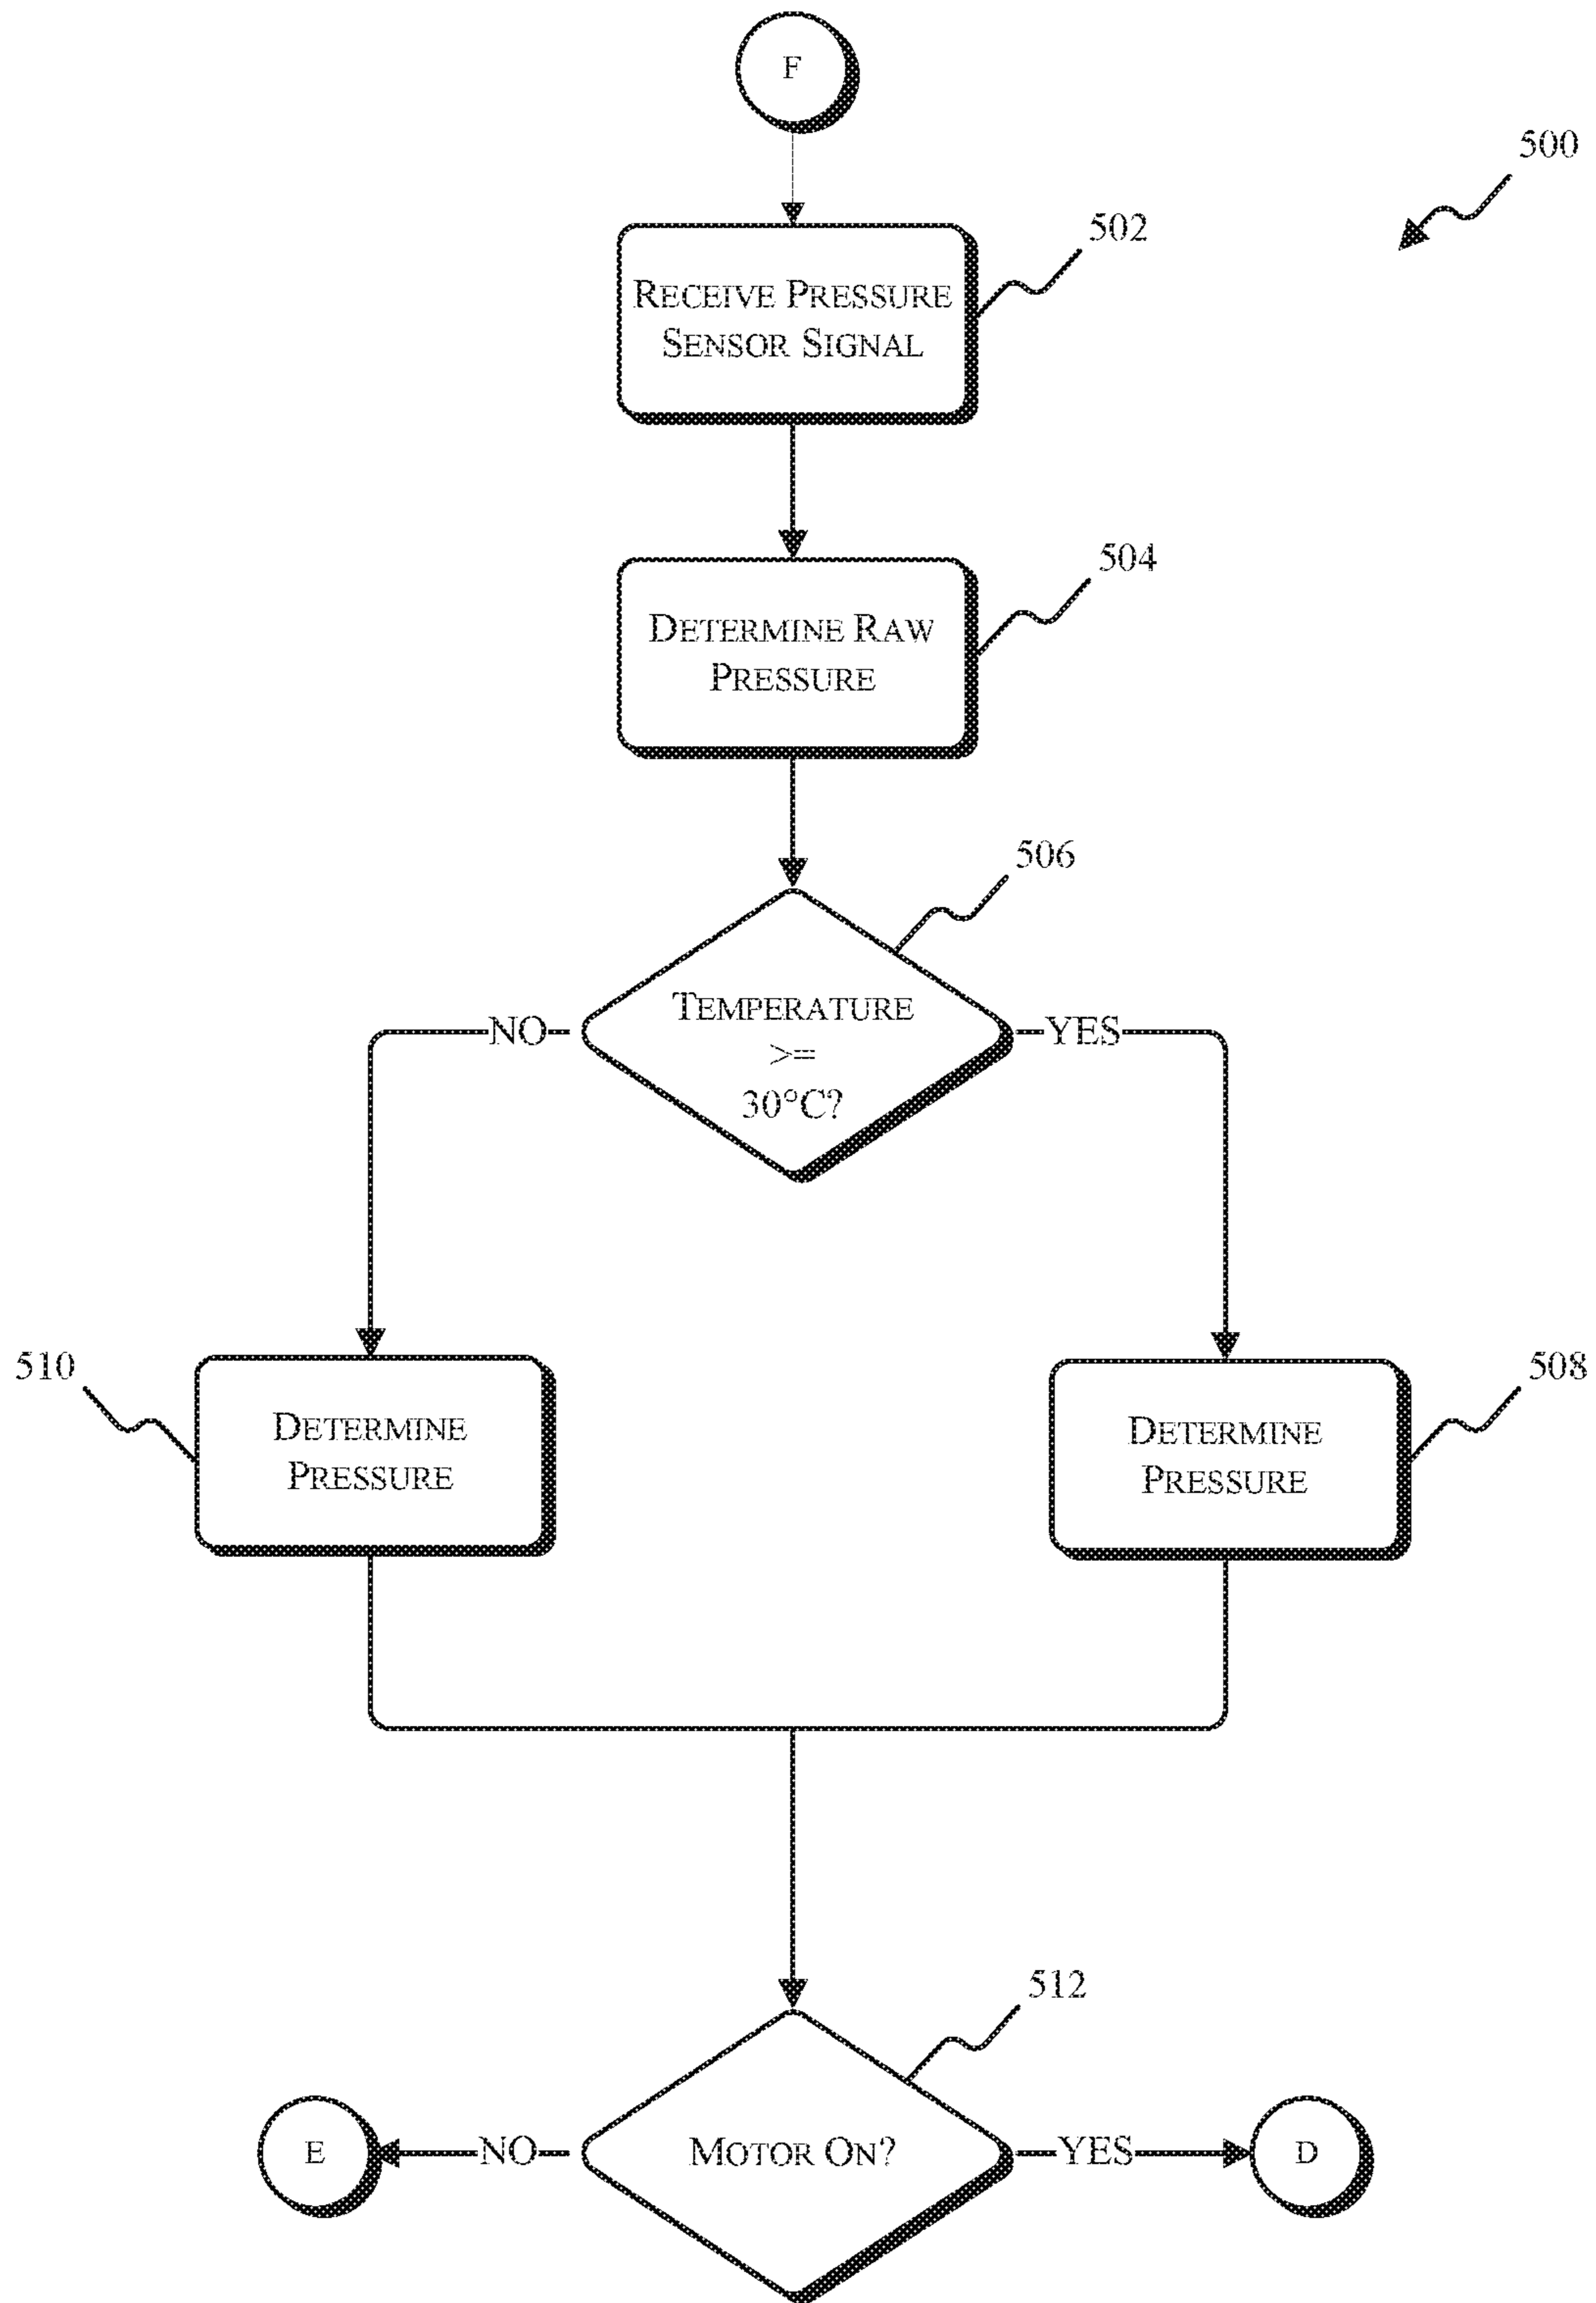 F
500
502
RECEIVE PRESSURE
SENSOR SIGNAL
504
DETERMINE RAW
PRESSURE
506
TEMPERATURE
>=
30°C?
NO
YES
510
DETERMINE
PRESSURE
508
DETERMINE
PRESSURE
512
MOTOR ON?
NO
YES
E
D